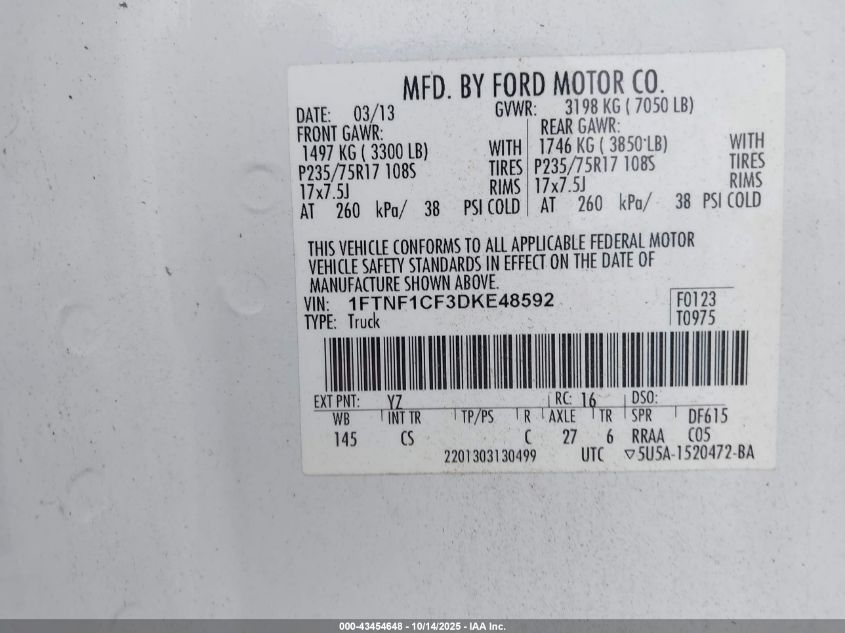 MFD. BY FORD MOTOR CO.
DATE: 03/13 GVWR: 3198 KG ( 7050 LB)
FRONT GAWR: REAR GAWR:
1497 KG ( 3300 LB) WITH 1746 KG ( 3850 LB) WITH
P235/75R17 108S TIRES P235/75R17 108S TIRES
17x7.5J RIMS 17x7.5J RIMS
AT 260 kPa/ 38 PSI COLD AT 260 kPa/ 38 PSI COLD
THIS VEHICLE CONFORMS TO ALL APPLICABLE FEDERAL MOTOR
VEHICLE SAFETY STANDARDS IN EFFECT ON THE DATE OF
MANUFACTURE SHOWN ABOVE.
VIN: 1FTNF1CF3DKE48592 F0123
TYPE: Truck T0975
EXT PNT: YZ RC: 16 DSO:
WB INT TR TP/PS R AXLE TR SPR DF615
145 CS C 27 6 RRAA C05
2201303130499 UTC ▽5U5A-1520472-BA
000-43454648 - 10/14/2025 - IAA Inc.